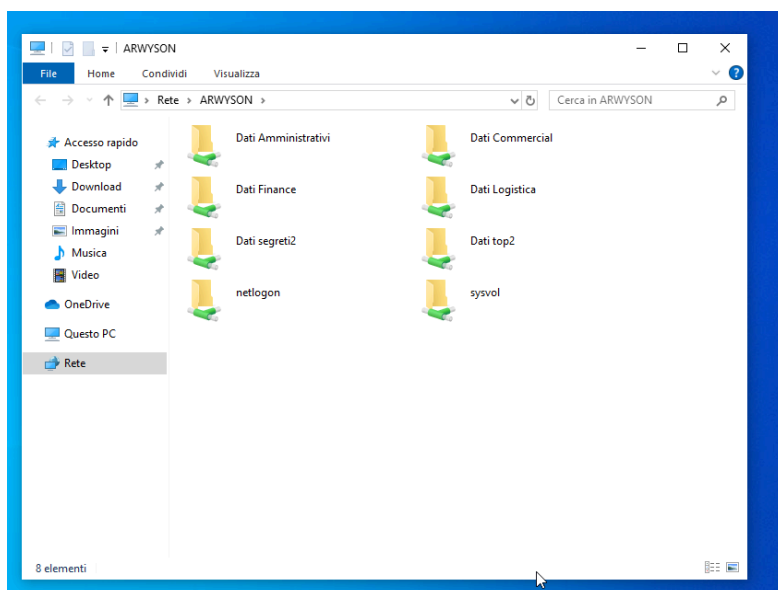 ARWYSON
File Home Condividi Visualizza
Rete > ARWYSON >
Cerca in ARWYSON
Accesso rapido
Desktop
Download
Documenti
Immagini
Musica
Video
OneDrive
Questo PC
Rete
Dati Amministrativi
Dati Commercial
Dati Finance
Dati Logistica
Dati segreti2
Dati top2
netlogon
sysvol
8 elementi